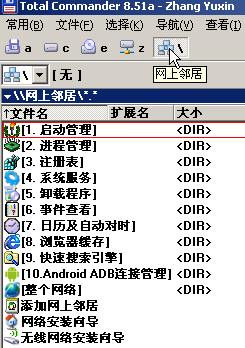 Total Commander 8.51a - Zhang Yuxin
常用(F) 文件(M) 选择(K) 导航(V) 查看(I)
a c e z \
网上邻居
[ 无 ]
\\网上邻居\*.*
文件名 扩展名 大小
[1. 启动管理] <DIR>
[2. 进程管理] <DIR>
[3. 注册表] <DIR>
[4. 系统服务] <DIR>
[5. 卸载程序] <DIR>
[6. 事件查看] <DIR>
[7. 日历及自动对时] <DIR>
[8. 浏览器缓存] <DIR>
[9. 快速搜索引擎] <DIR>
[10.Android ADB连接管理] <DIR>
[整个网络] <DIR>
添加网上邻居
网络安装向导
无线网络安装向导